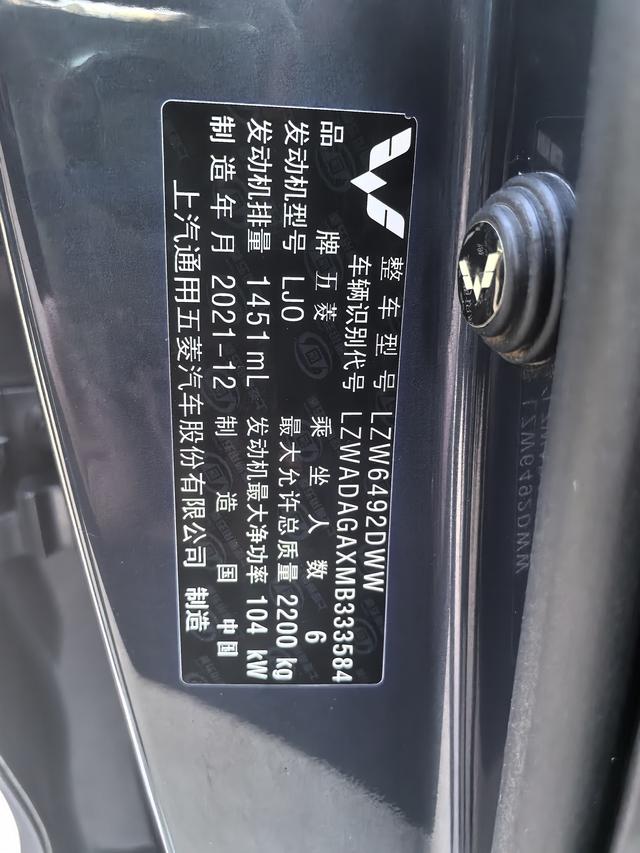 整车型号 LZW6492DWW
车辆识别代号 LZWADAGAXMB333584
品牌 五菱 乘坐人数 6
发动机型号 LJO 最大允许总质量 2200 kg
发动机排量 1451 mL 发动机最大净功率 104 kW
制造年月 2021-12 制造国 中国
上汽通用五菱汽车股份有限公司 制造
LZW6492DWW